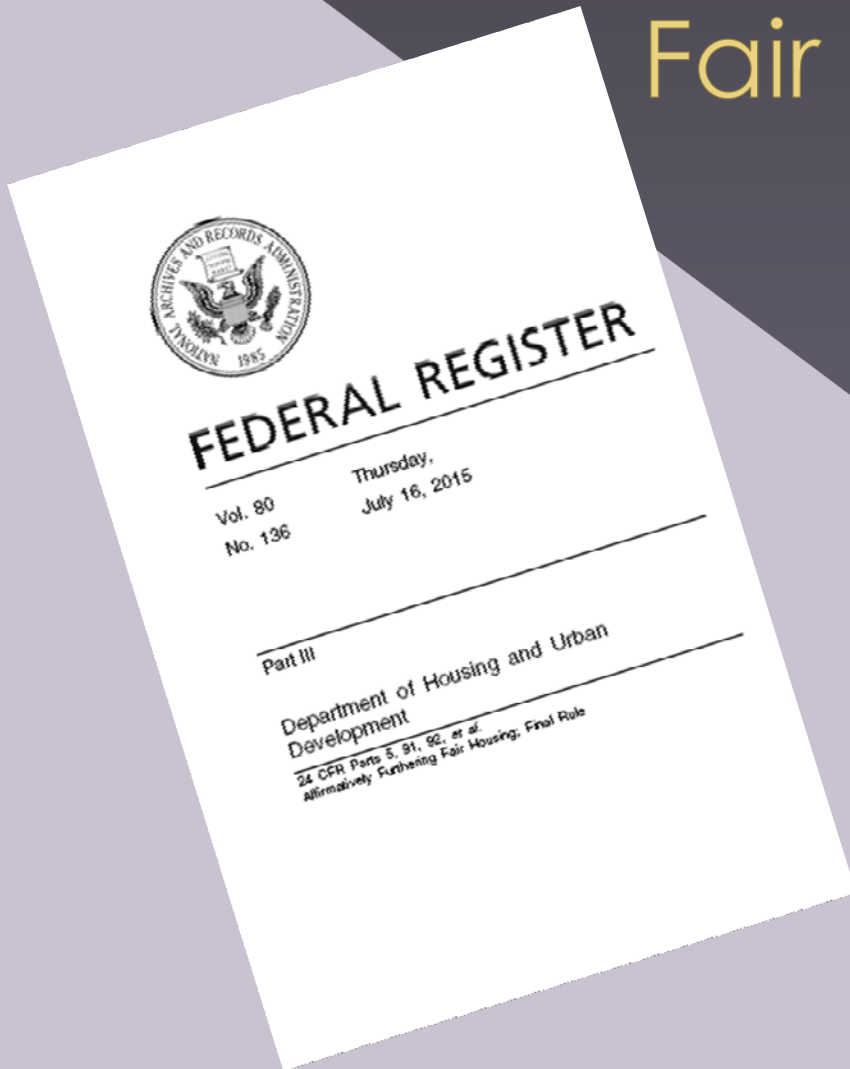 Fair
NATIONAL ARCHIVES AND RECORDS ADMINISTRATION
1985
FEDERAL REGISTER
Vol. 80
No. 136
Thursday,
July 16, 2015
Part III
Department of Housing and Urban
Development
24 CFR Parts 5, 91, 92, et al.
Affirmatively Furthering Fair Housing; Final Rule